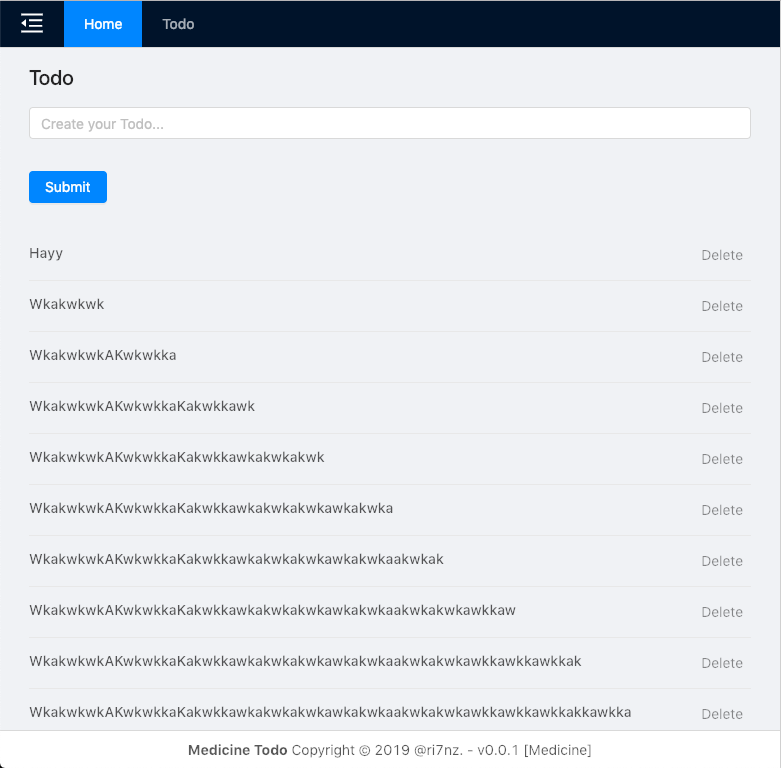 Home Todo
Todo
Create your Todo...
Submit
Hayy Delete
Wkakwkwk Delete
WkakwkwkAKwkwkka Delete
WkakwkwkAKwkwkkaKakwkkawk Delete
WkakwkwkAKwkwkkaKakwkkawkakwkakwk Delete
WkakwkwkAKwkwkkaKakwkkawkakwkakwkawkakwka Delete
WkakwkwkAKwkwkkaKakwkkawkakwkakwkawkakwkaakwkak Delete
WkakwkwkAKwkwkkaKakwkkawkakwkakwkawkakwkaakwkakwkawkkaw Delete
WkakwkwkAKwkwkkaKakwkkawkakwkakwkawkakwkaakwkakwkawkkawkkawkkak Delete
WkakwkwkAKwkwkkaKakwkkawkakwkakwkawkakwkaakwkakwkawkkawkkawkkakkawkka Delete
Medicine Todo Copyright © 2019 @ri7nz. - v0.0.1 [Medicine]